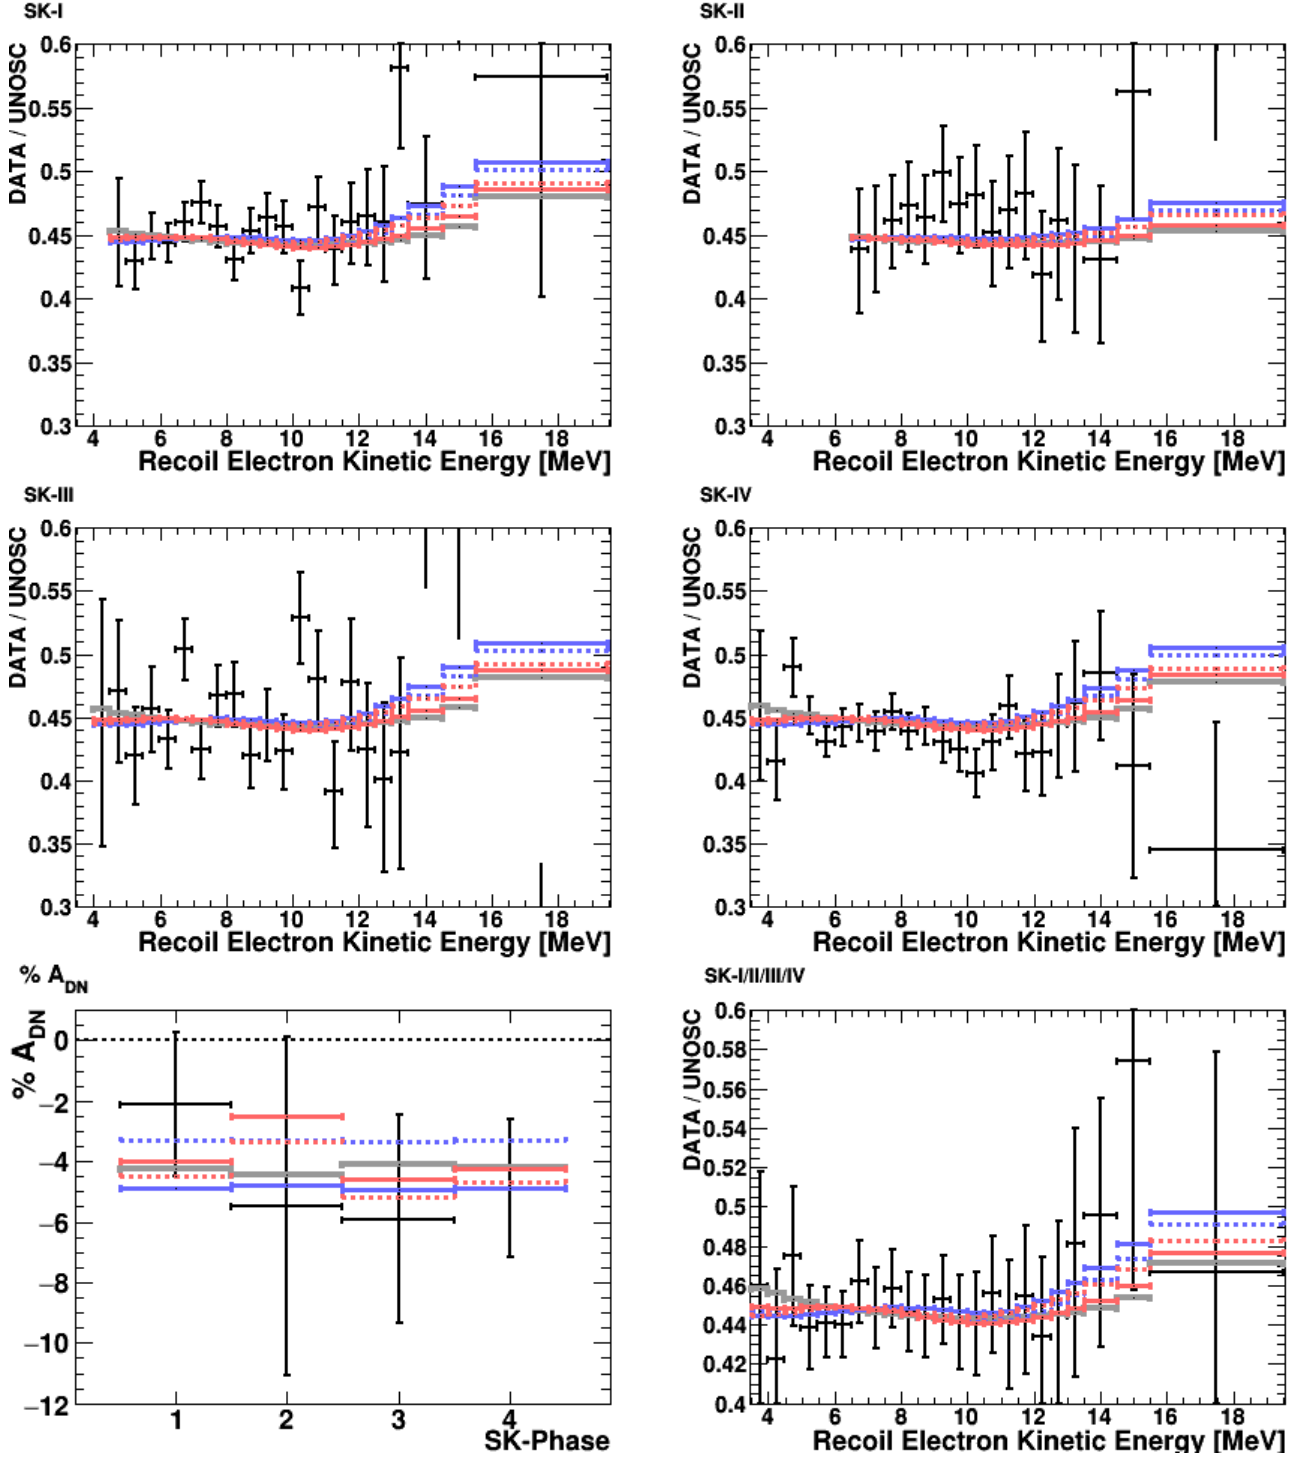 SK-I
DATA / UNOSC
0.6
0.55
0.5
0.45
0.4
0.35
0.3
4 6 8 10 12 14 16 18
Recoil Electron Kinetic Energy [MeV]
SK-II
DATA / UNOSC
0.6
0.55
0.5
0.45
0.4
0.35
0.3
4 6 8 10 12 14 16 18
Recoil Electron Kinetic Energy [MeV]
SK-III
DATA / UNOSC
0.6
0.55
0.5
0.45
0.4
0.35
0.3
4 6 8 10 12 14 16 18
Recoil Electron Kinetic Energy [MeV]
SK-IV
DATA / UNOSC
0.6
0.55
0.5
0.45
0.4
0.35
0.3
4 6 8 10 12 14 16 18
Recoil Electron Kinetic Energy [MeV]
% A_DN
% A_DN
0
−2
−4
−6
−8
−10
−12
1 2 3 4
SK-Phase
SK-I/II/III/IV
DATA / UNOSC
0.6
0.58
0.56
0.54
0.52
0.5
0.48
0.46
0.44
0.42
0.4
4 6 8 10 12 14 16 18
Recoil Electron Kinetic Energy [MeV]